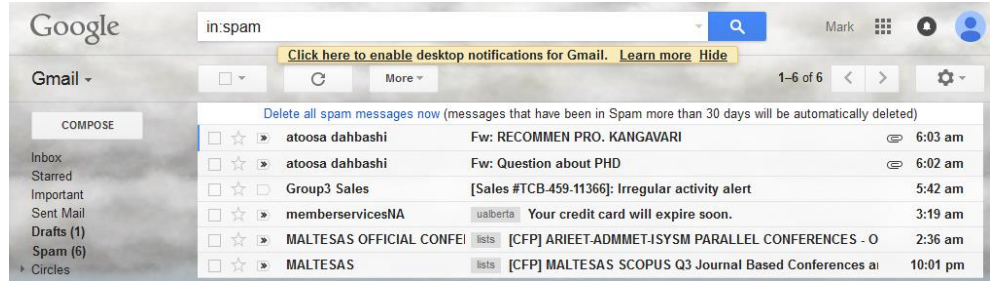 Google in:spam Mark
Click here to enable desktop notifications for Gmail. Learn more Hide
Gmail More 1–6 of 6
Delete all spam messages now (messages that have been in Spam more than 30 days will be automatically deleted)
COMPOSE
Inbox
Starred
Important
Sent Mail
Drafts (1)
Spam (6)
Circles
atoosa dahbashi Fw: RECOMMEN PRO. KANGAVARI 6:03 am
atoosa dahbashi Fw: Question about PHD 6:02 am
Group3 Sales [Sales #TCB-459-11366]: Irregular activity alert 5:42 am
memberservicesNA ualberta Your credit card will expire soon. 3:19 am
MALTESAS OFFICIAL CONFEI lists [CFP] ARIEET-ADMMET-ISYSM PARALLEL CONFERENCES - O 2:36 am
MALTESAS lists [CFP] MALTESAS SCOPUS Q3 Journal Based Conferences a 10:01 pm